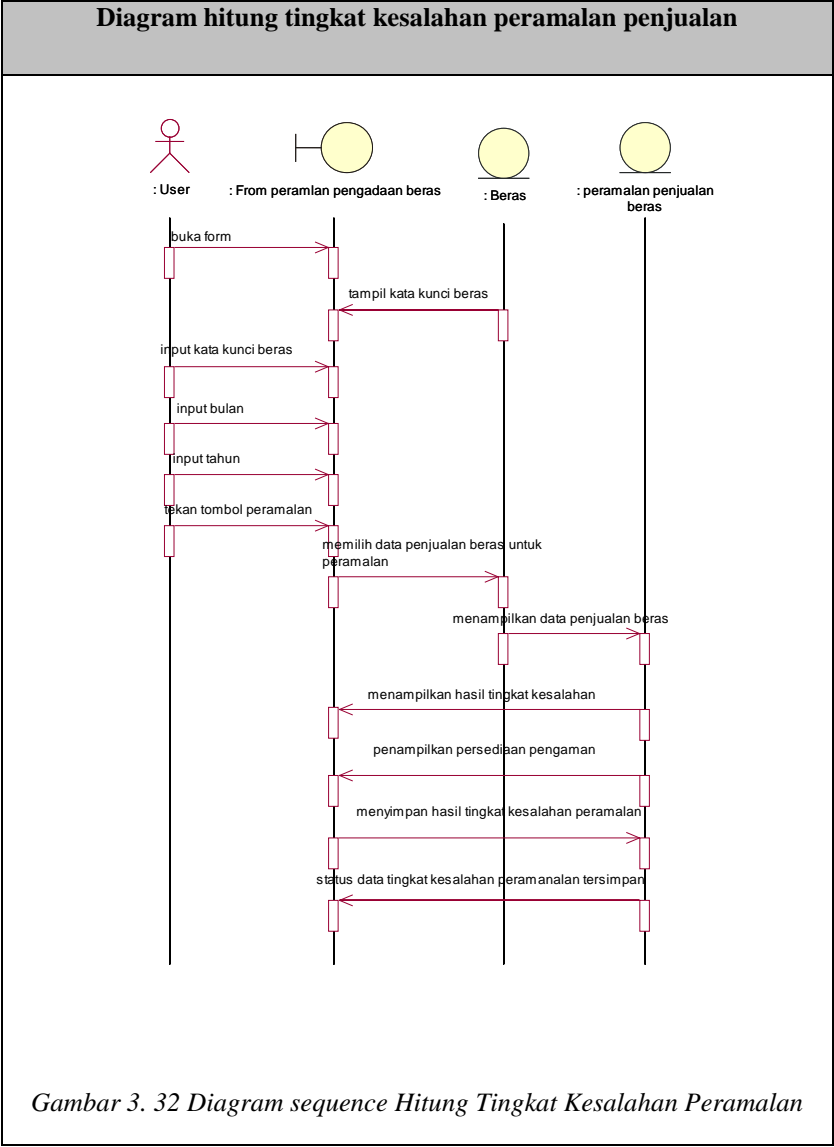 Diagram hitung tingkat kesalahan peramalan penjualan
: User
: From peramlan pengadaan beras
: Beras
: peramalan penjualan
beras
buka form
tampil kata kunci beras
input kata kunci beras
input bulan
input tahun
tekan tombol peramalan
memilih data penjualan beras untuk
peramalan
menampilkan data penjualan beras
menampilkan hasil tingkat kesalahan
penampilkan persediaan pengaman
menyimpan hasil tingkat kesalahan peramalan
status data tingkat kesalahan peramanalan tersimpan
Gambar 3. 32 Diagram sequence Hitung Tingkat Kesalahan Peramalan